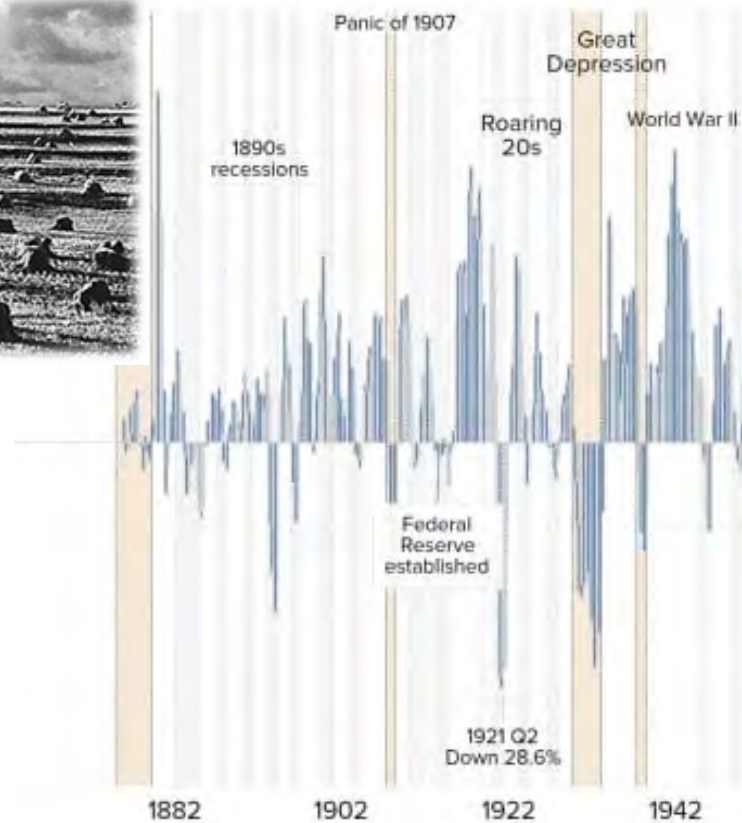 Panic of 1907
Great
Depression
Roaring
20s
World War II
1890s
recessions
Federal
Reserve
established
1921 Q2
Down 28.6%
1882
1902
1922
1942